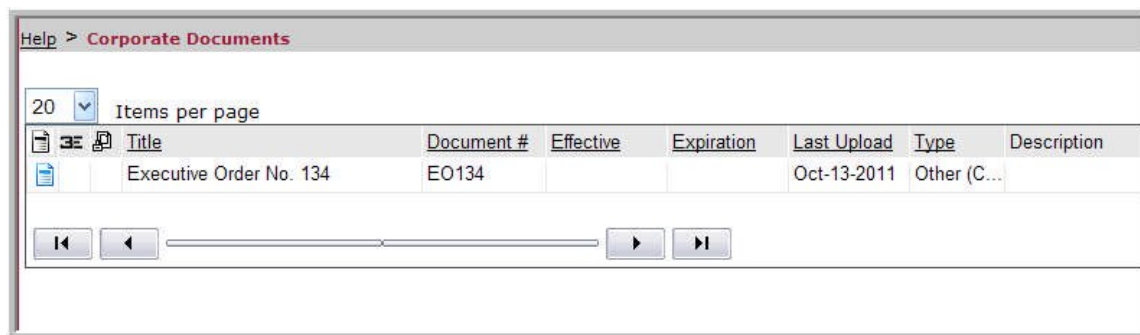 Help > Corporate Documents
20 Items per page
Title Document # Effective Expiration Last Upload Type Description
Executive Order No. 134 EO134 Oct-13-2011 Other (C...